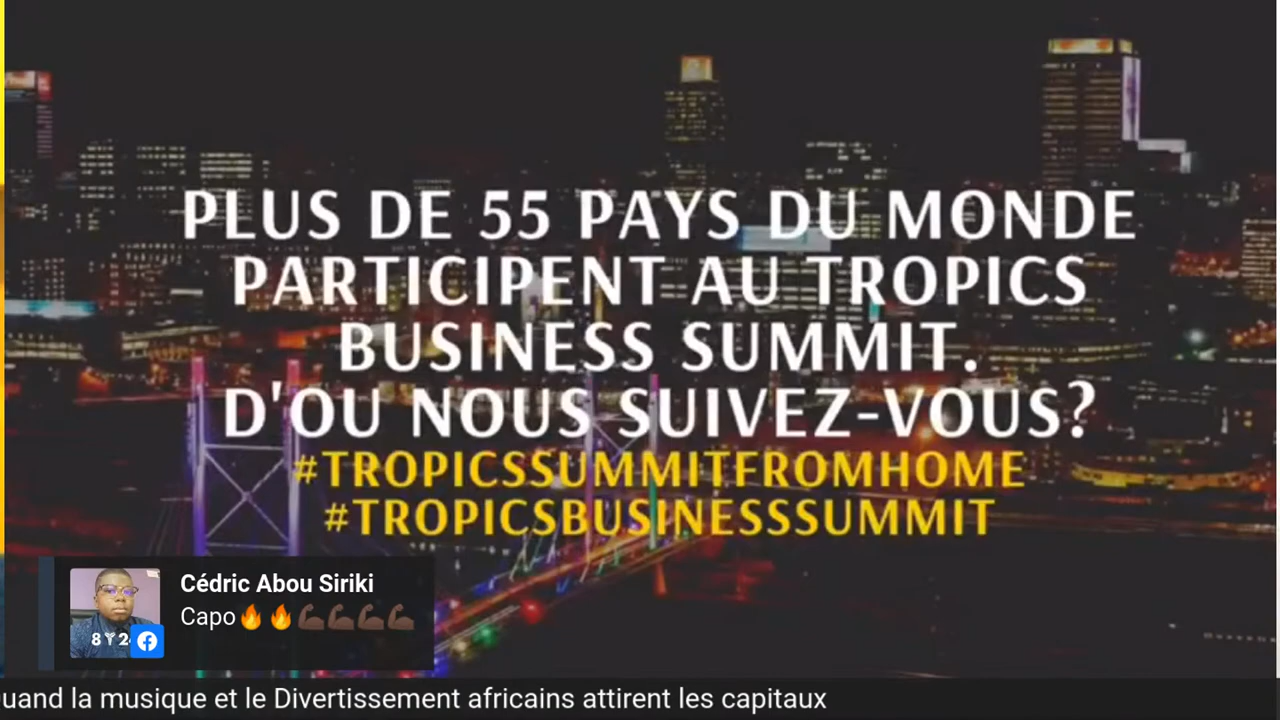 PLUS DE 55 PAYS DU MONDE
PARTICIPENT AU TROPICS
BUSINESS SUMMIT.
D'OU NOUS SUIVEZ-VOUS?
#TROPICSSUMMITFROMHOME
#TROPICSBUSINESSSUMMIT
Cédric Abou Siriki
Capo🔥🔥💪🏿💪🏿💪🏿💪🏿
uand la musique et le Divertissement africains attirent les capitaux